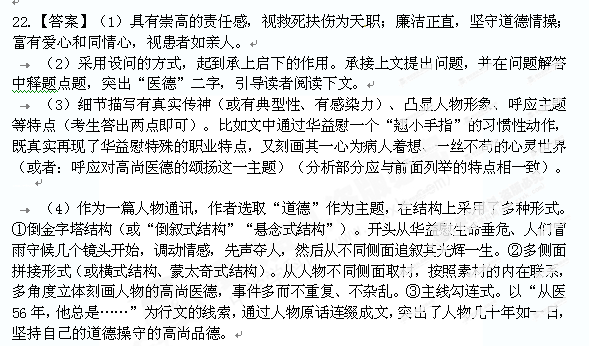 22.【答案】（1）具有崇高的责任感，视救死扶伤为天职；廉洁正直，坚守道德情操；
富有爱心和同情心，视患者如亲人。
（2）采用设问的方式，起到承上启下的作用。承接上文提出问题，并在问题解答
中释题点题，突出“医德”二字，引导读者阅读下文。
（3）细节描写有真实传神（或有典型性、有感染力）、凸显人物形象、呼应主题
等特点（考生答出两点即可）。比如文中通过华益慰一个“翘小手指”的习惯性动作，
既真实再现了华益慰特殊的职业特点，又刻画其一心为病人着想、一丝不苟的心灵世界
（或者：呼应对高尚医德的颂扬这一主题）（分析部分应与前面列举的特点相一致）。
（4）作为一篇人物通讯，作者选取“道德”作为主题，在结构上采用了多种形式。
①倒金字塔结构（或“倒叙式结构”“悬念式结构”）。开头从华益慰生命垂危、人们冒
雨守候几个镜头开始，调动情感，先声夺人，然后从不同侧面追叙其光辉一生。②多侧面
拼接形式（或横式结构、蒙太奇式结构）。从人物不同侧面取材，按照素材的内在联系，
多角度立体刻画人物的高尚医德，事件多而不重复、不杂乱。③主线勾连式。以“从医
56年，他总是……”为行文的线索，通过人物原话连缀成文，突出了人物几十年如一日，
坚持自己的道德操守的高尚品德。